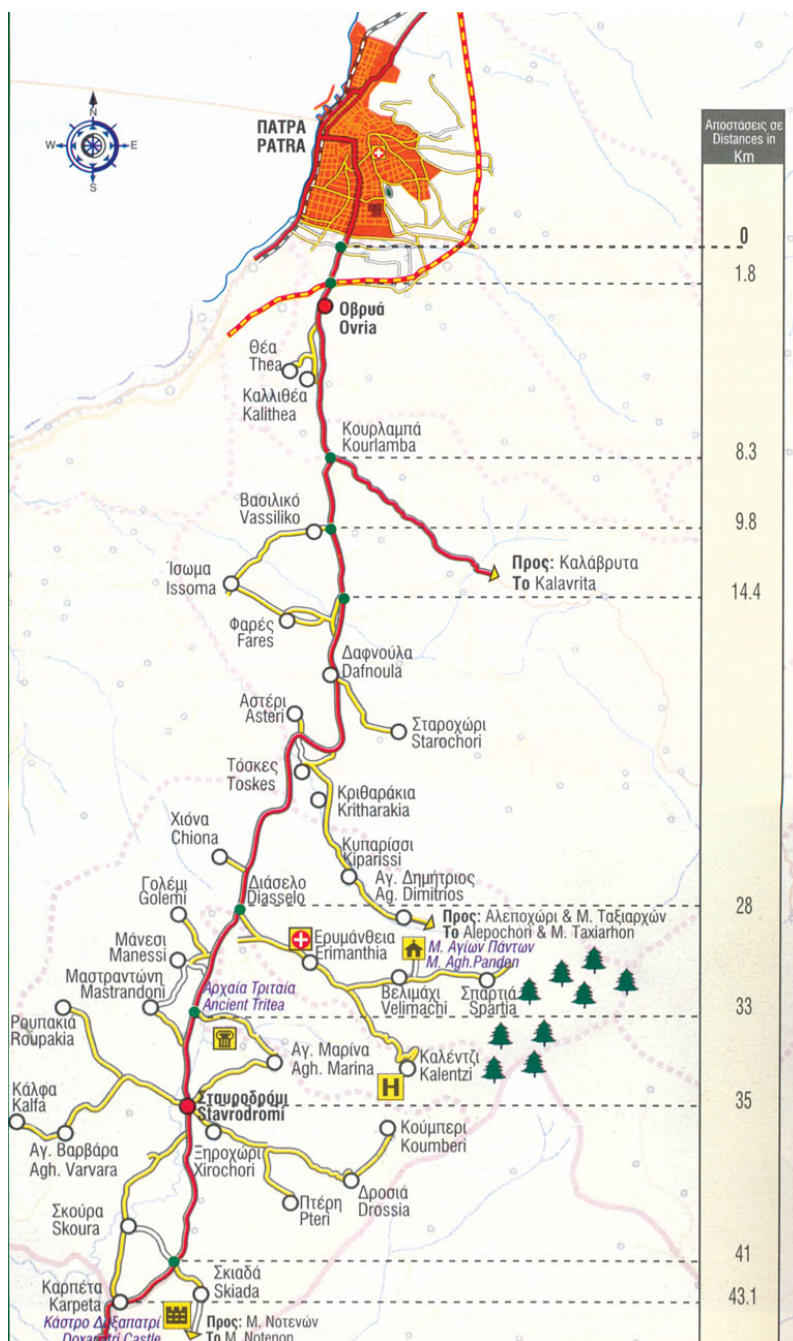 N
W
E
S
ΠΑΤΡΑ
PATRA
Αποστάσεις σε
Distances in
Km
0
1.8
Οβρυά
Ovria
Θέα
Thea
Καλλιθέα
Kalithea
Κουρλαμπά
Kourlamba
8.3
Βασιλικό
Vassiliko
9.8
Προς: Καλάβρυτα
To Kalavrita
Ίσωμα
Issoma
14.4
Φαρές
Fares
Δαφνούλα
Dafnoula
Αστέρι
Asteri
Σταροχώρι
Starochori
Τόσκες
Toskes
Κριθαράκια
Kritharakia
Χιόνα
Chiona
Κυπαρίσσι
Kiparissi
Αγ. Δημήτριος
Ag. Dimitrios
Διάσελο
Diasselo
28
Γολέμι
Golemi
Προς: Αλεποχώρι & Μ. Ταξιαρχών
To Alepochori & M. Taxiarhon
Μάνεσι
Manessi
Ερυμάνθεια
Erimanthia
Μ. Αγίων Πάντων
M. Agh.Pandon
Μαστραντώνη
Mastrandoni
Αρχαία Τριταία
Ancient Tritea
Βελιμάχι
Velimachi
Σπαρτιά
Spartia
33
Ρουπακιά
Roupakia
Αγ. Μαρίνα
Agh. Marina
Καλέντζι
Kalentzi
H
Κάλφα
Kalfa
Σταυροδρόμι
Stavrodromi
35
Αγ. Βαρβάρα
Agh. Varvara
Ξηροχώρι
Xirochori
Κούμπερι
Koumberi
Πτέρη
Pteri
Δροσιά
Drossia
Σκούρα
Skoura
41
Σκιαδά
Skiada
Καρπέτα
Karpeta
43.1
Κάστρο Δοξαπατρί
Doxapatri Castle
Προς: Μ. Νοτενών
To M. Notenon